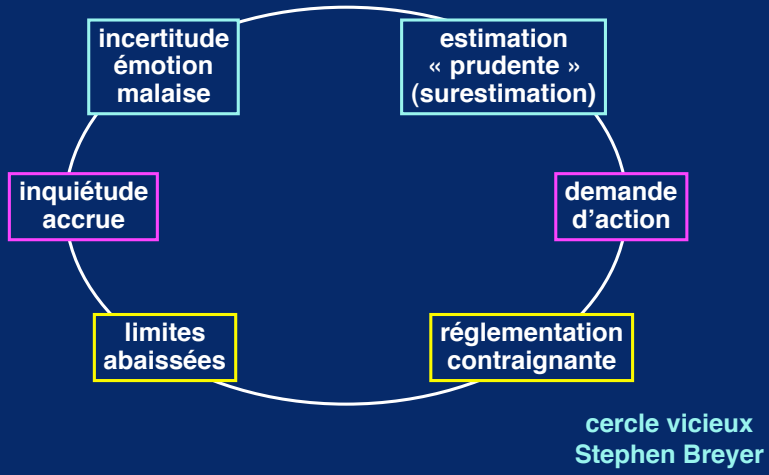 incertitude
émotion
malaise
estimation
« prudente »
(surestimation)
inquiétude
accrue
demande
d'action
limites
abaissées
réglementation
contraignante
cercle vicieux
Stephen Breyer